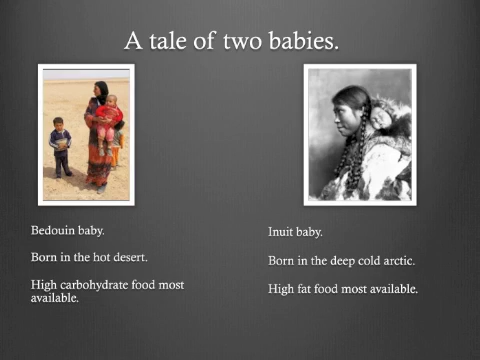 A tale of two babies.
Bedouin baby.
Born in the hot desert.
High carbohydrate food most
available.
Inuit baby.
Born in the deep cold arctic.
High fat food most available.